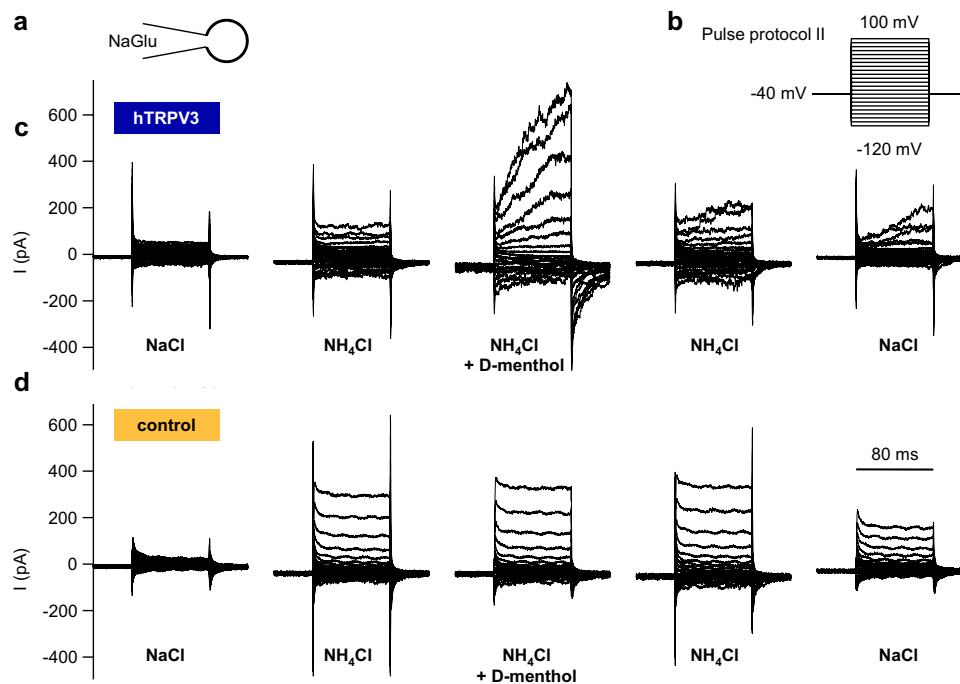 a
NaGlu
b
Pulse protocol II
100 mV
-40 mV
-120 mV
c
hTRPV3
600
400
200
0
-200
-400
I (pA)
NaCl
NH₄Cl
NH₄Cl
+ D-menthol
NH₄Cl
NaCl
d
control
600
400
200
0
-200
-400
I (pA)
80 ms
NaCl
NH₄Cl
NH₄Cl
+ D-menthol
NH₄Cl
NaCl